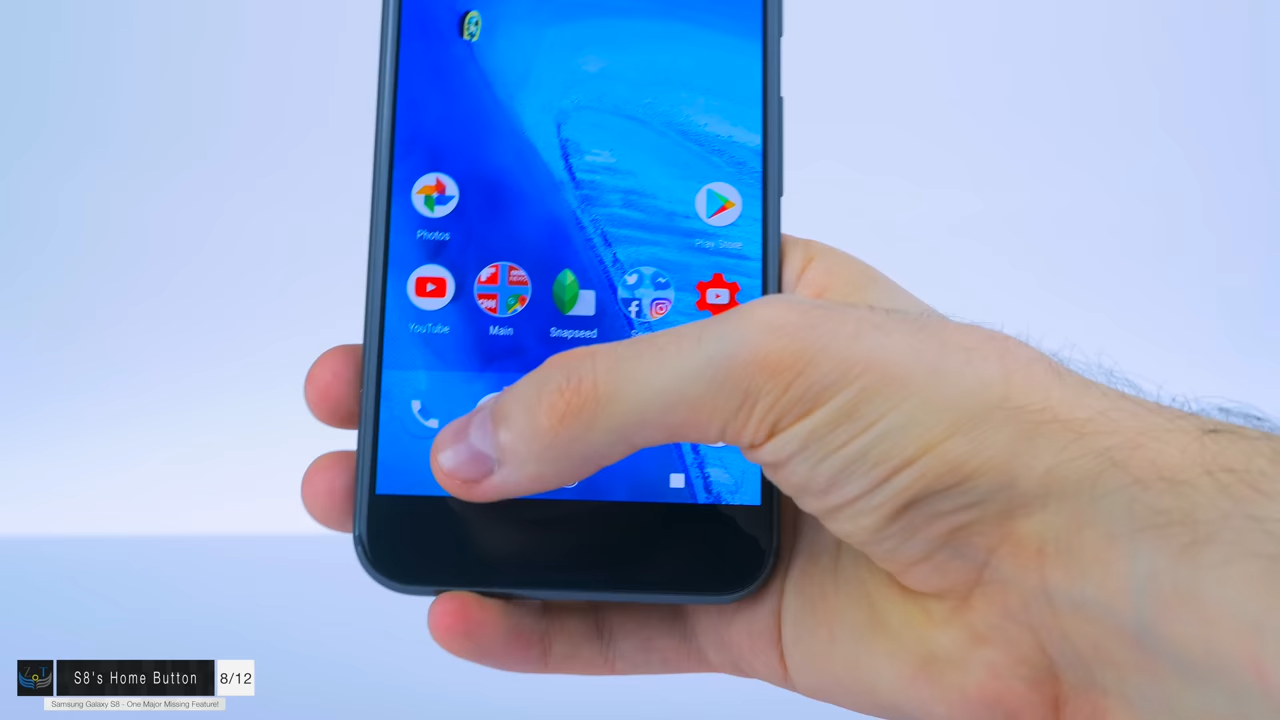 Photos
Play Store
YouTube
Main
Snapseed
S8's Home Button
8/12
Samsung Galaxy S8 - One Major Missing Feature!